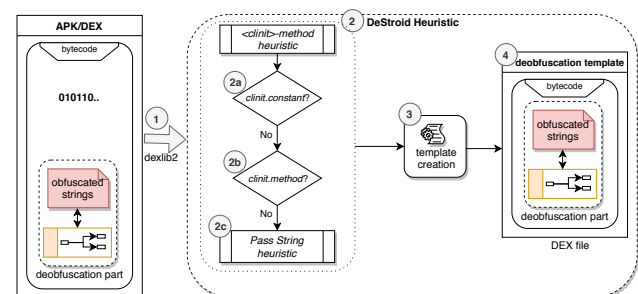 APK/DEX
bytecode
010110..
obfuscated
strings
deobfuscation part
1
dexlib2
2
DeStroid Heuristic
<clinit>-method
heuristic
2a
clinit.constant?
No
2b
clinit.method?
No
2c
Pass String
heuristic
3
template
creation
4
deobfuscation template
bytecode
obfuscated
strings
deobfuscation part
DEX file